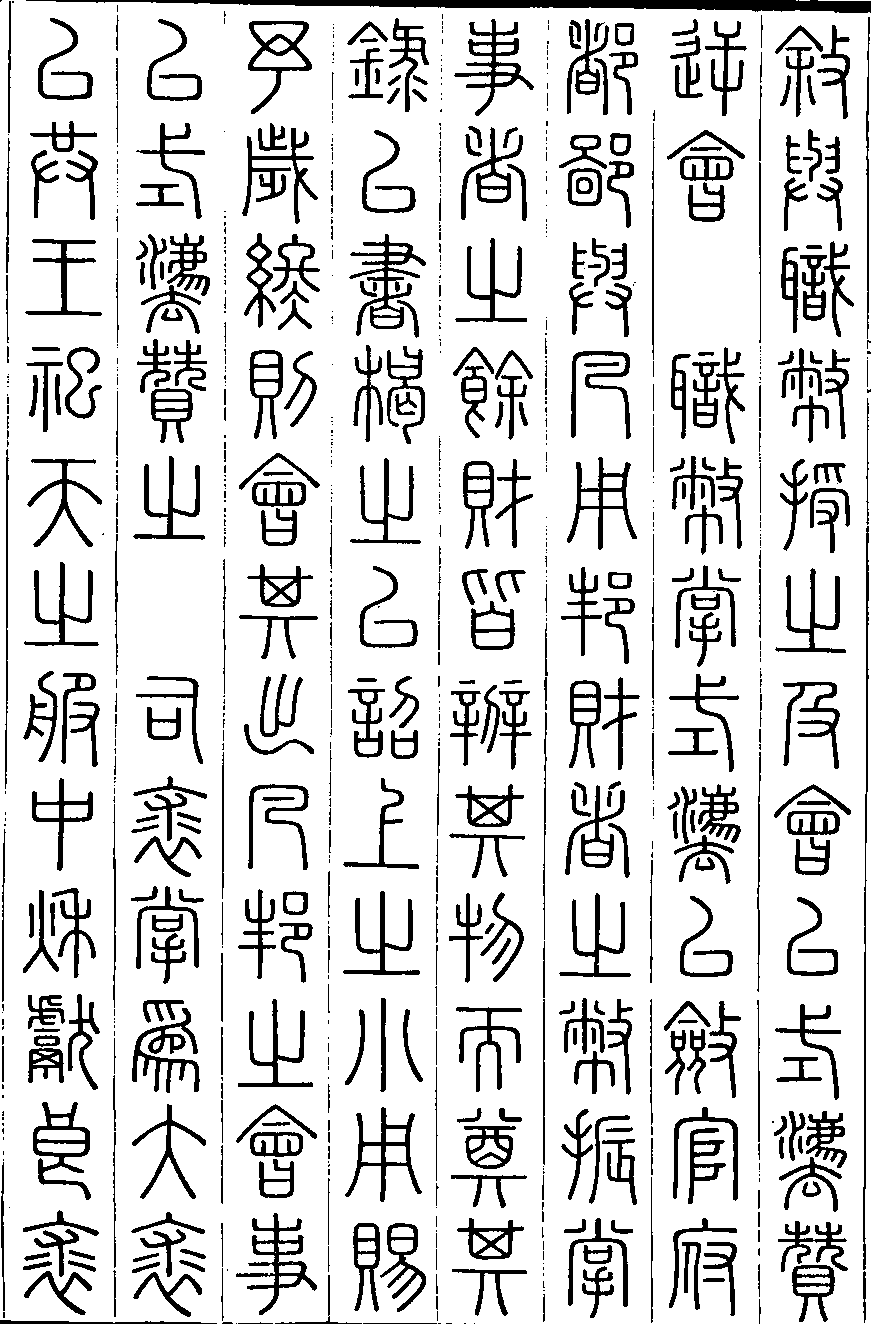 敘與職幣授之及會以式灋贊
逆會　職幣掌式灋以斂官府
都鄙與凡用邦財者之幣振掌
事者之餘財皆辨其物而奠其
錄以書楬之以詔上之小用賜
予歲終則會其出凡邦之會事
以式灋贊之　司裘掌爲大裘
以共王祀天之服中秋獻良裘